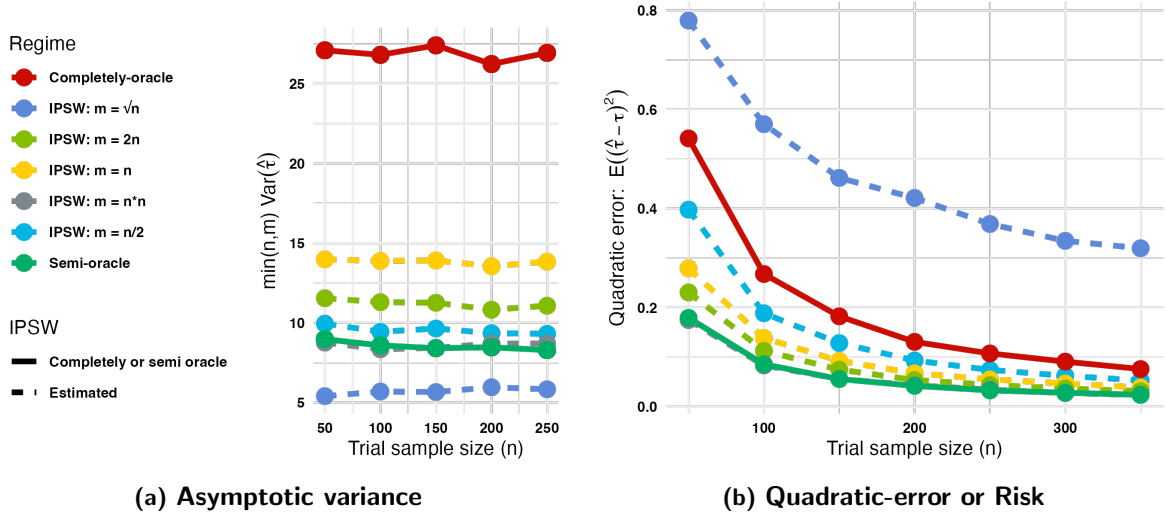 Regime
Completely-oracle
IPSW: m = √n
IPSW: m = 2n
IPSW: m = n
IPSW: m = n*n
IPSW: m = n/2
Semi-oracle
IPSW
Completely or semi oracle
Estimated
min(n,m) Var(τ̂)
25
20
15
10
5
50 100 150 200 250
Trial sample size (n)
(a) Asymptotic variance
Quadratic error: E((τ̂ - τ)²)
0.8
0.6
0.4
0.2
0.0
100 200 300
Trial sample size (n)
(b) Quadratic-error or Risk